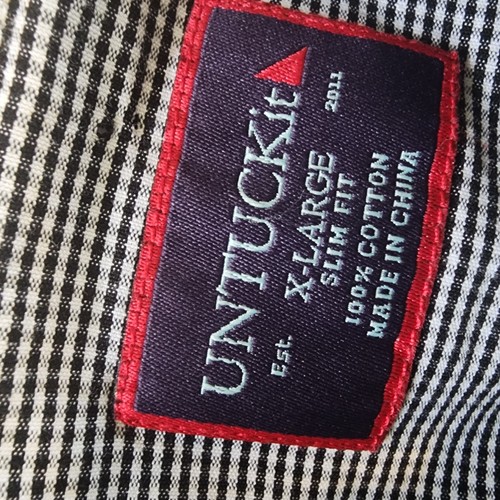 UNTUCKit
Est. 2011
X-LARGE
SLIM FIT
100% COTTON
MADE IN CHINA